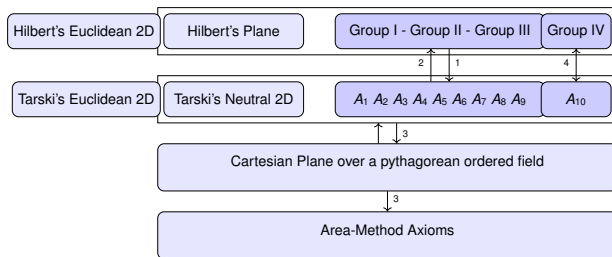 Hilbert's Euclidean 2D Hilbert's Plane Group I - Group II - Group III Group IV
2 1 4
Tarski's Euclidean 2D Tarski's Neutral 2D A1 A2 A3 A4 A5 A6 A7 A8 A9 A10
3
Cartesian Plane over a pythagorean ordered field
3
Area-Method Axioms